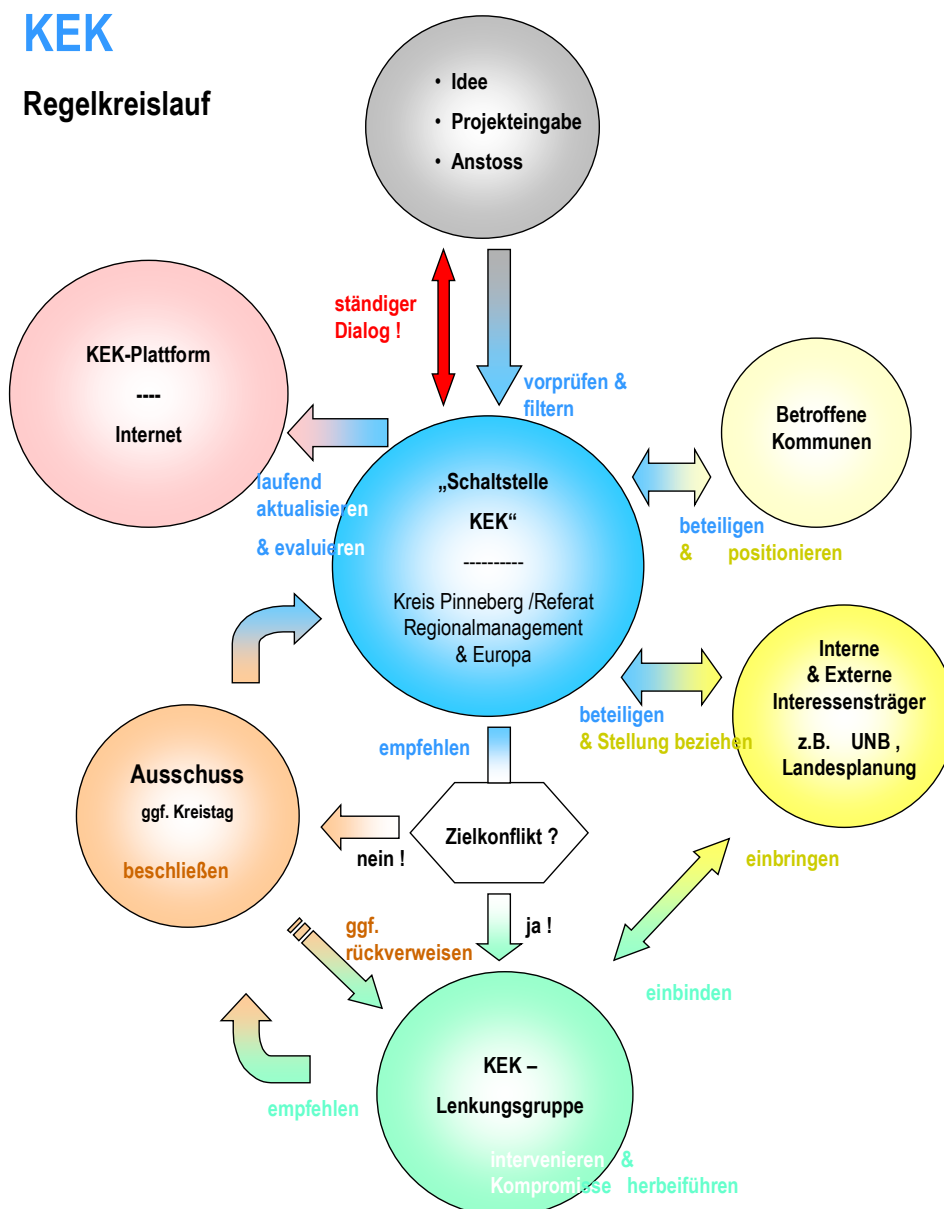 KEK
Regelkreislauf
• Idee
• Projekteingabe
• Anstoss
ständiger
Dialog !
vorprüfen &
filtern
KEK-Plattform
----
Internet
Betroffene
Kommunen
laufend
aktualisieren
& evaluieren
„Schaltstelle
KEK“
----------
Kreis Pinneberg /Referat
Regionalmanagement
& Europa
beteiligen
& positionieren
Interne
& Externe
Interessensträger
z.B. UNB ,
Landesplanung
beteiligen
& Stellung beziehen
empfehlen
Ausschuss
ggf. Kreistag
beschließen
Zielkonflikt ?
nein !
ja !
einbringen
ggf.
rückverweisen
einbinden
KEK –
Lenkungsgruppe
empfehlen
intervenieren &
Kompromisse herbeiführen